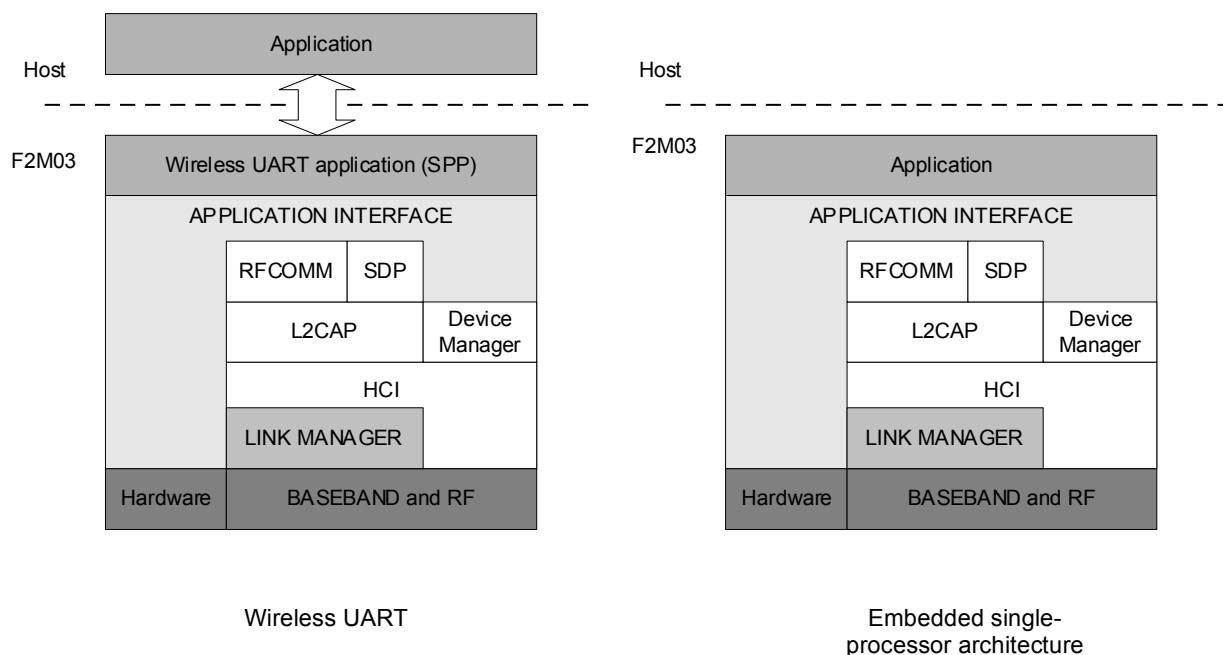 Application
Host
F2M03
Wireless UART application (SPP)
APPLICATION INTERFACE
RFCOMM
SDP
L2CAP
Device
Manager
HCI
LINK MANAGER
Hardware
BASEBAND and RF
Wireless UART
Host
F2M03
Application
APPLICATION INTERFACE
RFCOMM
SDP
L2CAP
Device
Manager
HCI
LINK MANAGER
Hardware
BASEBAND and RF
Embedded single-
processor architecture